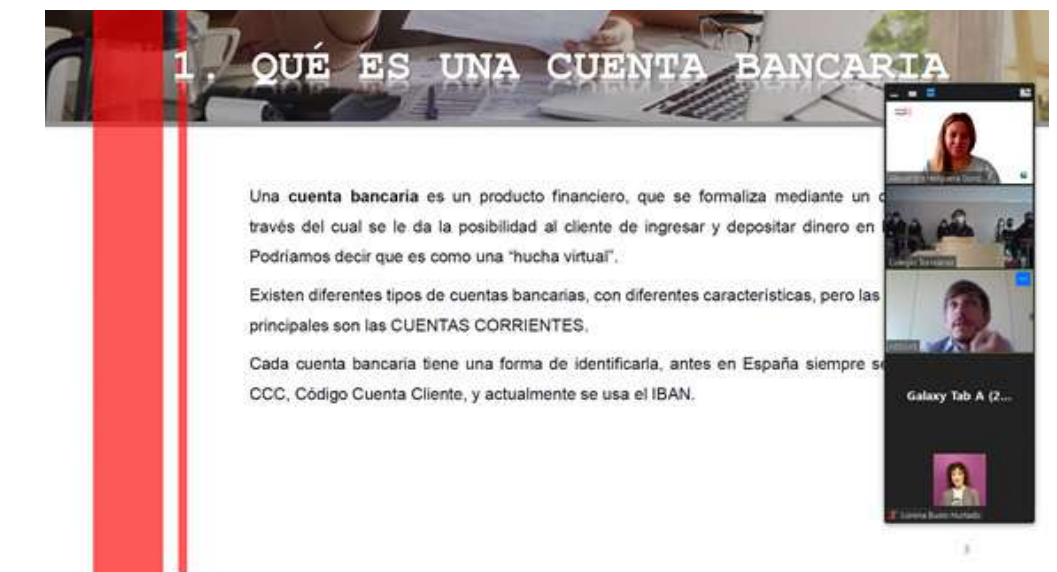 1. QUÉ ES UNA CUENTA BANCARIA
Una cuenta bancaria es un producto financiero, que se formaliza mediante un
través del cual se le da la posibilidad al cliente de ingresar y depositar dinero en
Podríamos decir que es como una “hucha virtual”.
Existen diferentes tipos de cuentas bancarias, con diferentes características, pero las
principales son las CUENTAS CORRIENTES.
Cada cuenta bancaria tiene una forma de identificarla, antes en España siempre
CCC, Código Cuenta Cliente, y actualmente se usa el IBAN.
Galaxy Tab A (2...
Lorena Bueno Hurtado
3